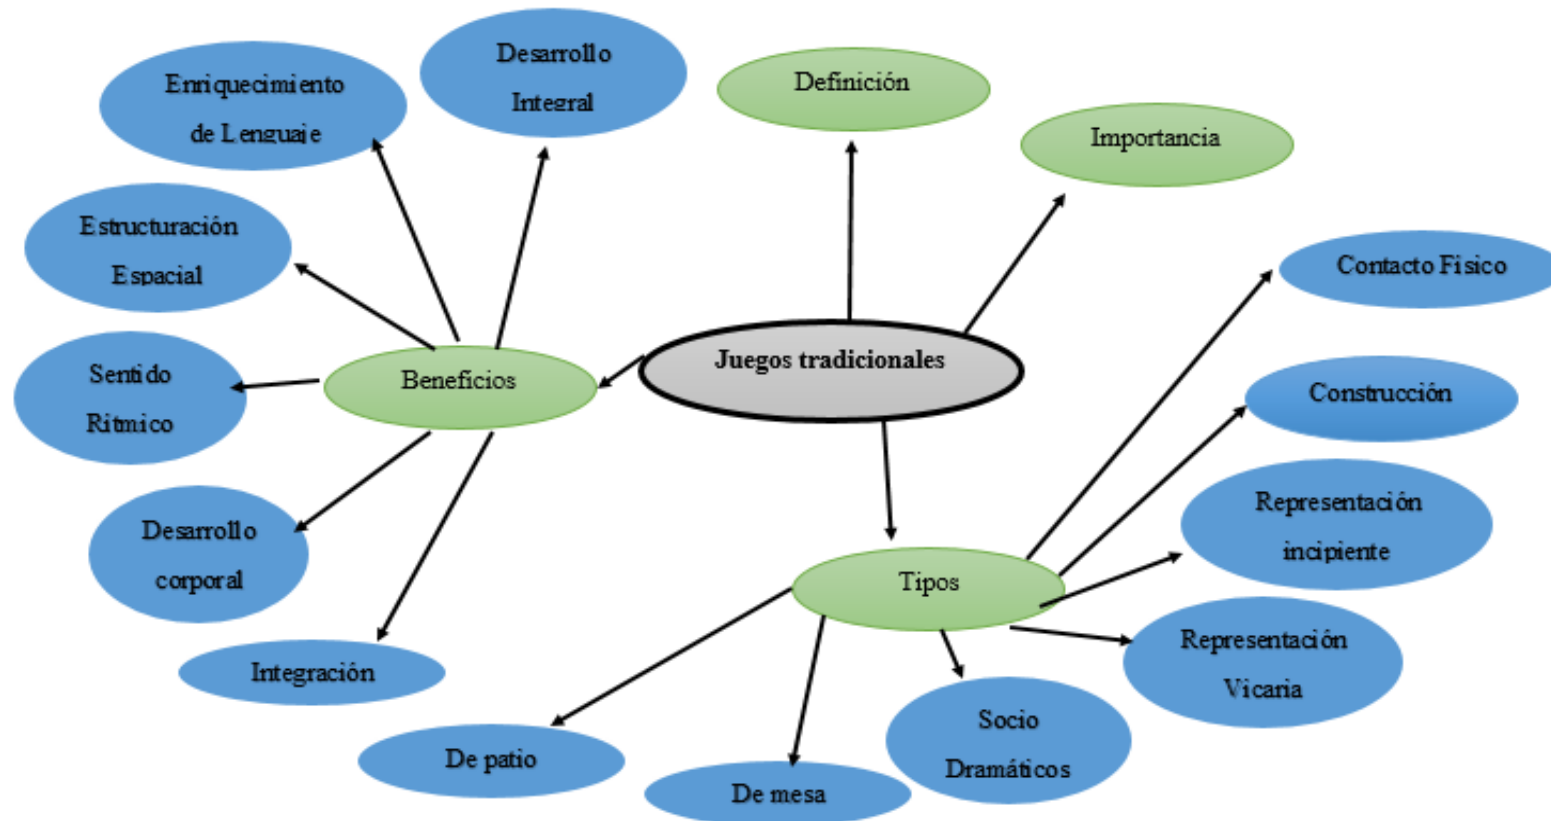 Desarrollo
Integral
Enriquecimiento
de Lenguaje
Definición
Importancia
Estructuración
Espacial
Contacto Físico
Juegos tradicionales
Beneficios
Sentido
Rítmico
Construcción
Representación
incipiente
Desarrollo
corporal
Tipos
Representación
Vicaria
Integración
Socio
Dramáticos
De patio
De mesa